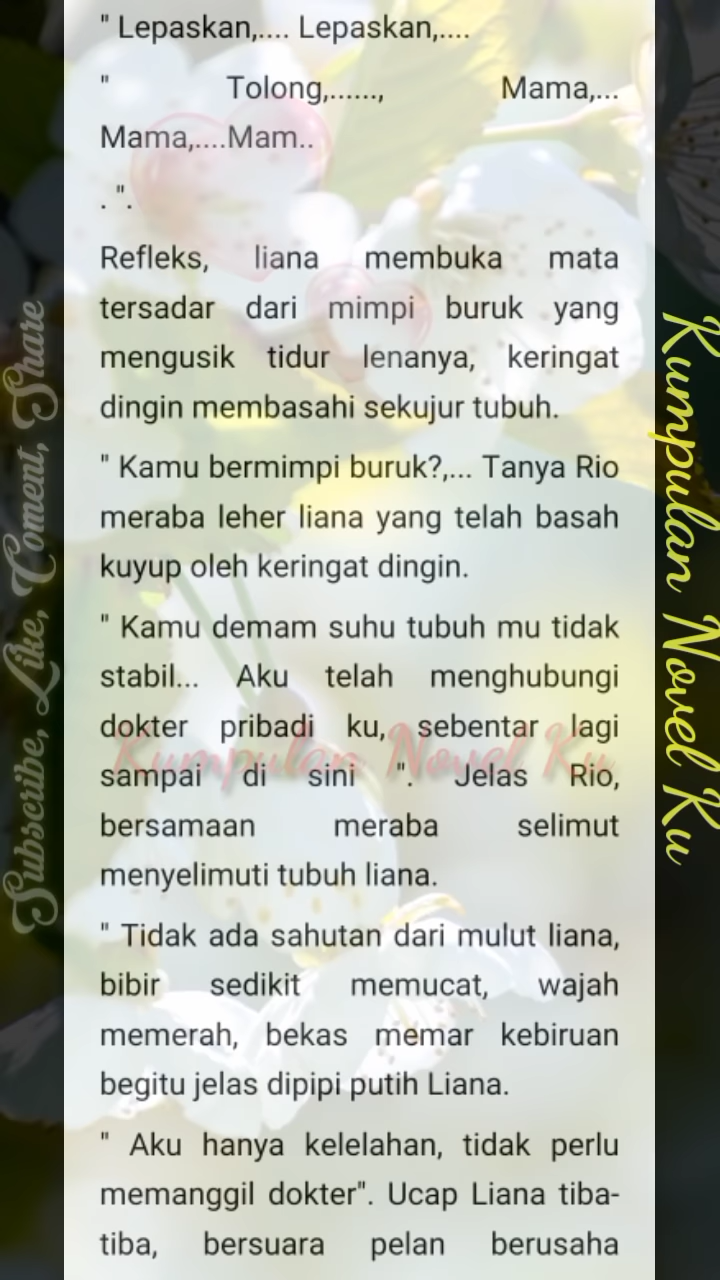 " Lepaskan,.... Lepaskan,....
" Tolong,......, Mama,...
Mama,....Mam..
. ".
Refleks, liana membuka mata
tersadar dari mimpi buruk yang
mengusik tidur lenanya, keringat
dingin membasahi sekujur tubuh.
" Kamu bermimpi buruk?,... Tanya Rio
meraba leher liana yang telah basah
kuyup oleh keringat dingin.
" Kamu demam suhu tubuh mu tidak
stabil... Aku telah menghubungi
dokter pribadi ku, sebentar lagi
sampai di sini ". Jelas Rio,
bersamaan meraba selimut
menyelimuti tubuh liana.
" Tidak ada sahutan dari mulut liana,
bibir sedikit memucat, wajah
memerah, bekas memar kebiruan
begitu jelas dipipi putih Liana.
" Aku hanya kelelahan, tidak perlu
memanggil dokter". Ucap Liana tiba-
tiba, bersuara pelan berusaha
Subscribe, Like, Coment, Share
Kumpulan Novel Ku
Kumpulan Novel Ku